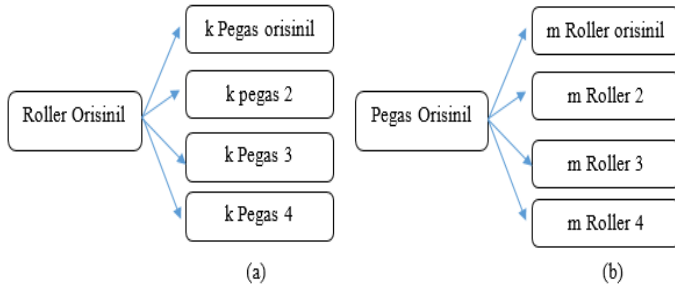 Roller Orisinil
k Pegas orisinil
k pegas 2
k Pegas 3
k Pegas 4
(a)
Pegas Orisinil
m Roller orisinil
m Roller 2
m Roller 3
m Roller 4
(b)